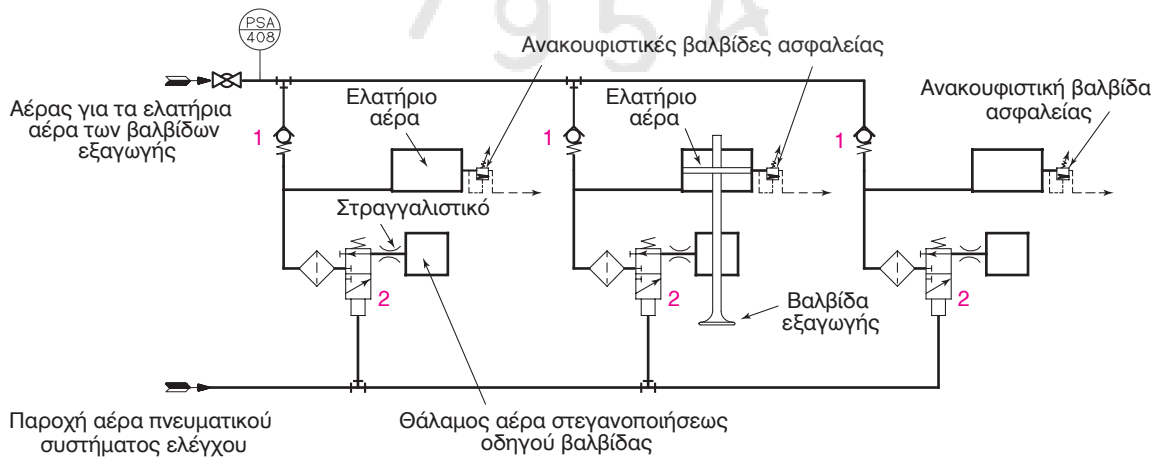 1954
PSA
408
Ανακουφιστικές βαλβίδες ασφαλείας
Αέρας για τα ελατήρια
αέρα των βαλβίδων
εξαγωγής
Ελατήριο
αέρα
Ελατήριο
αέρα
Ανακουφιστική βαλβίδα
ασφαλείας
1
1
1
Στραγγαλιστικό
2
2
2
Βαλβίδα
εξαγωγής
Παροχή αέρα πνευματικού
συστήματος ελέγχου
Θάλαμος αέρα στεγανοποιήσεως
οδηγού βαλβίδας